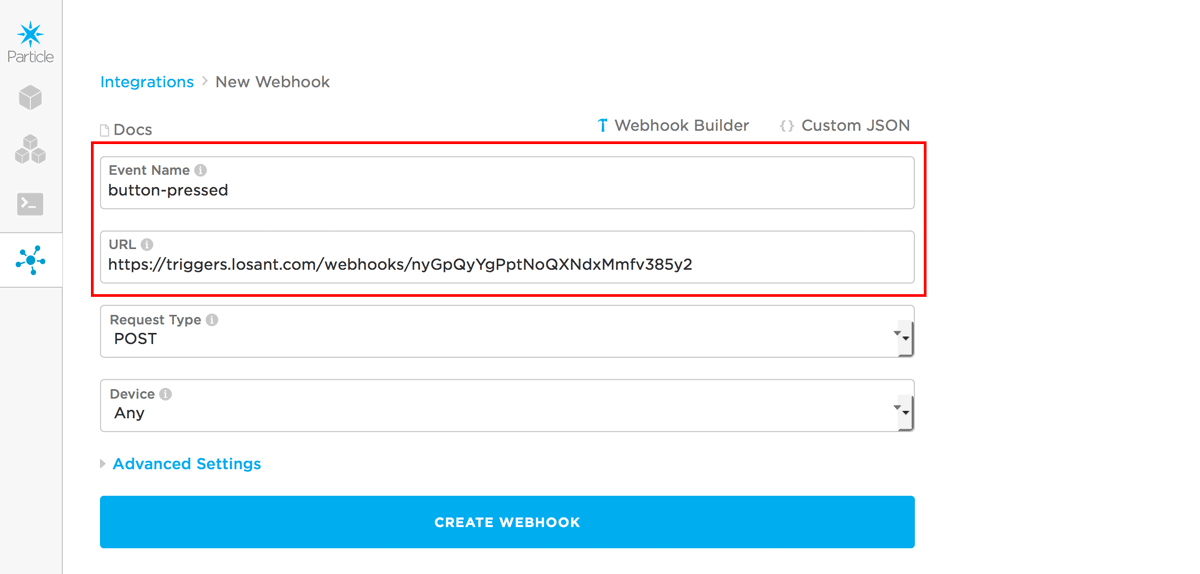 Particle
Integrations > New Webhook
Docs
Webhook Builder
{} Custom JSON
Event Name
button-pressed
URL
https://triggers.losant.com/webhooks/nyGpQyYgPptNoQXNdxMmfv385y2
Request Type
POST
Device
Any
Advanced Settings
CREATE WEBHOOK